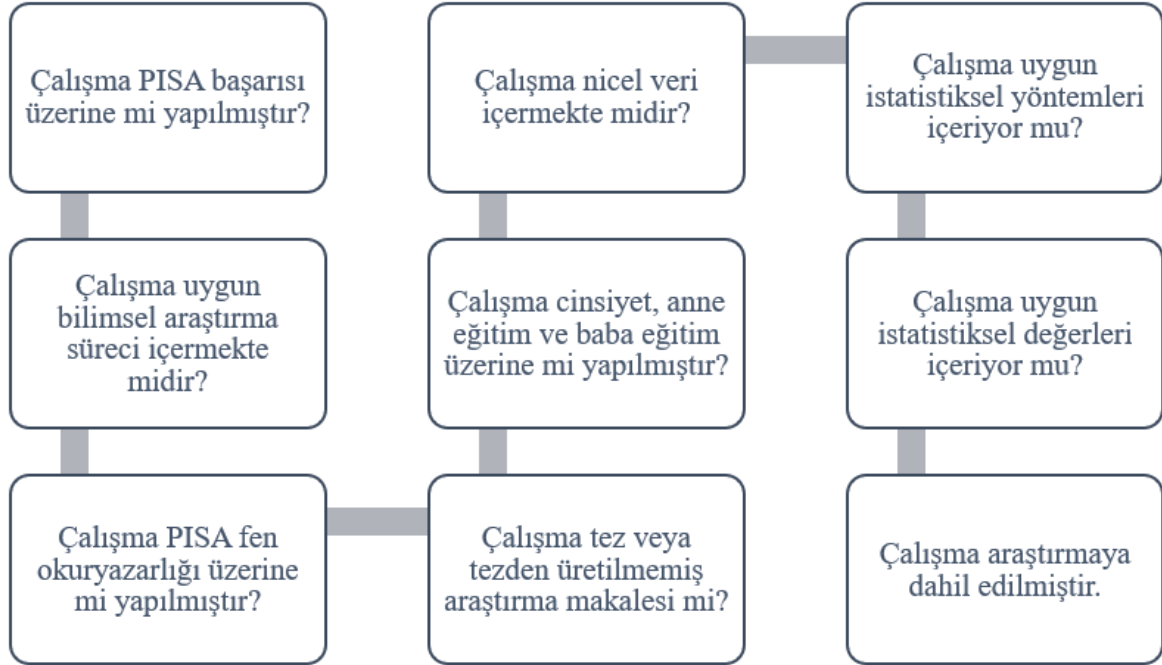 Çalışma PISA başarısı
üzerine mi yapılmıştır?
Çalışma uygun
bilimsel araştırma
süreci içermekte
midir?
Çalışma PISA fen
okuryazarlığı üzerine
mi yapılmıştır?
Çalışma tez veya
tezden üretilmemiş
araştırma makalesi mi?
Çalışma cinsiyet, anne
eğitim ve baba eğitim
üzerine mi yapılmıştır?
Çalışma nicel veri
içermekte midir?
Çalışma uygun
istatistiksel yöntemleri
içeriyor mu?
Çalışma uygun
istatistiksel değerleri
içeriyor mu?
Çalışma araştırmaya
dahil edilmiştir.